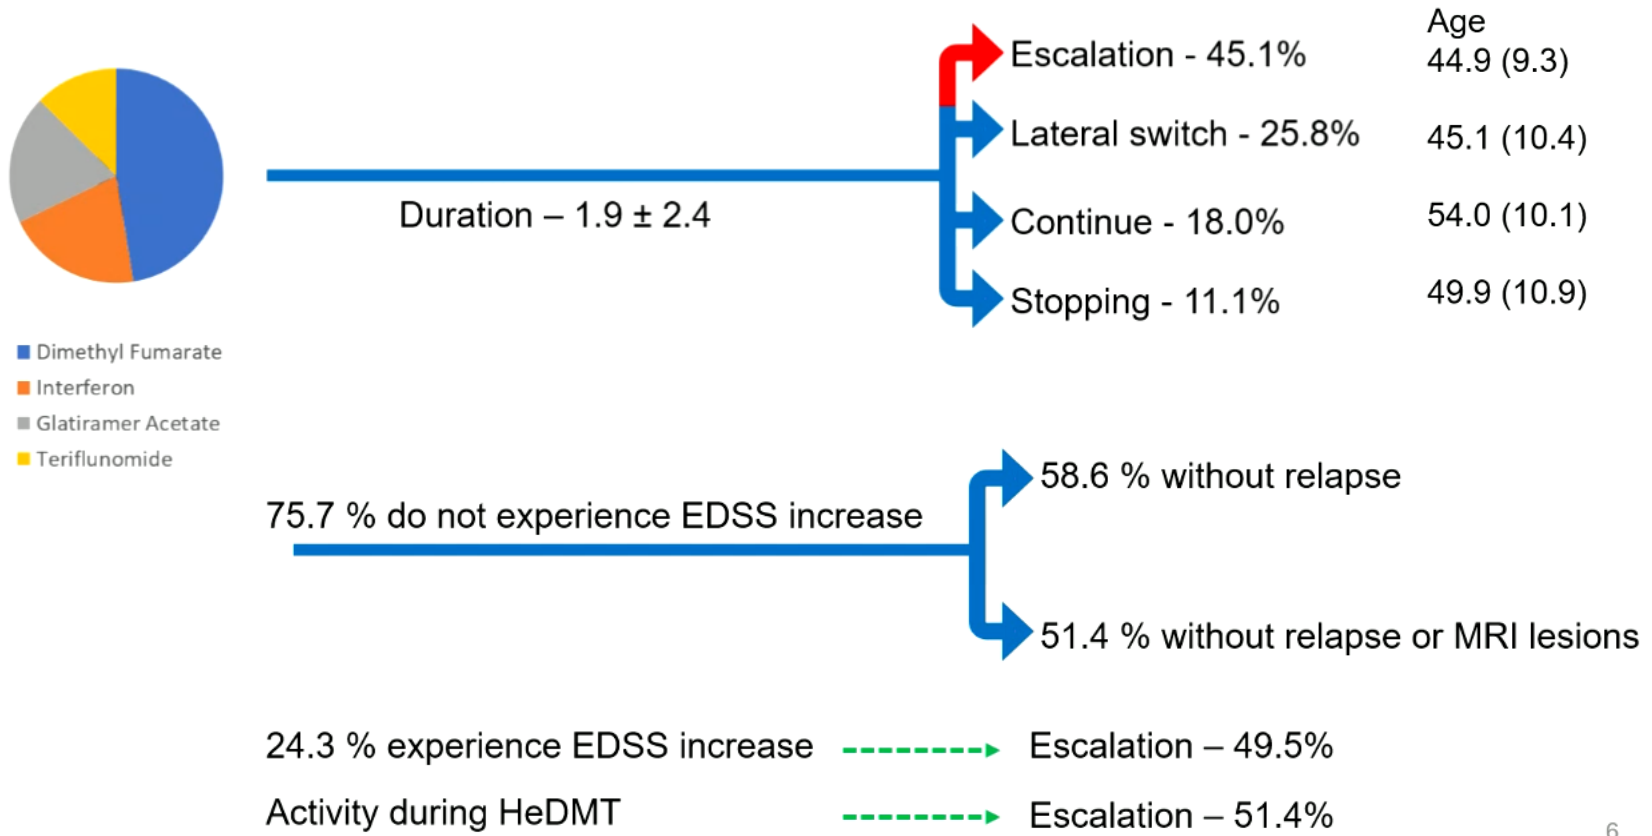 Age
Escalation - 45.1%
44.9 (9.3)
Lateral switch - 25.8%
45.1 (10.4)
Duration – 1.9 ± 2.4
Continue - 18.0%
54.0 (10.1)
Stopping - 11.1%
49.9 (10.9)
Dimethyl Fumarate
Interferon
Glatiramer Acetate
Teriflunomide
75.7 % do not experience EDSS increase
58.6 % without relapse
51.4 % without relapse or MRI lesions
24.3 % experience EDSS increase
Escalation – 49.5%
Activity during HeDMT
Escalation – 51.4%
6